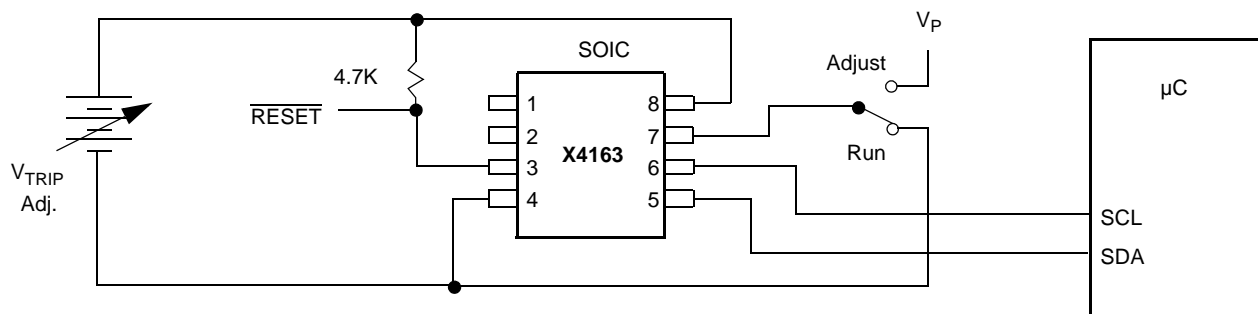 V_P
SOIC
Adjust
4.7K
μC
1
8
RESET
2
7
X4163
Run
3
6
V_TRIP
Adj.
4
5
SCL
SDA